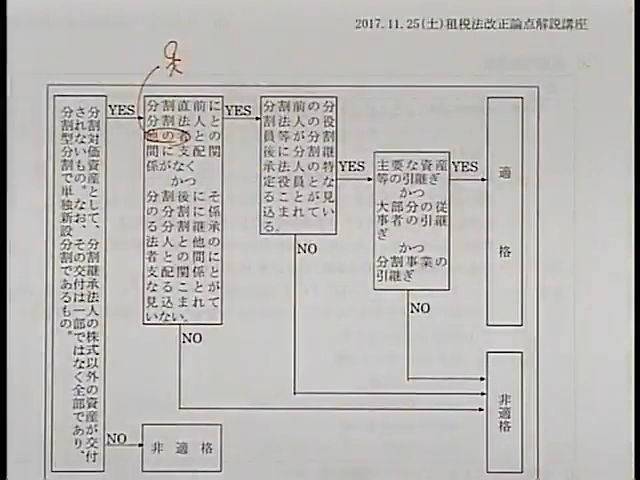 2017.11.25(土)租税法改正論点解説講座
分割対価資産として、分割継承法人の株式以外の資産が交付
されないもの。なお、その交付は一部ではなく全部であり、
分割型分割で単独新設分割であるもの。
YES
NO
分割直前に
分割法人と
他の者との
間に支配関
係がなく
かつ
分割後にそ
の分割承継
法人と他の
者との間に
支配関係と
なることが
見込まれて
いない。
YES
NO
分割前の分
割法人の役
員等が分割
後に分割継
承法人の特
定役員とな
ることが見
込まれてい
る。
YES
NO
主要な資産
等の引継ぎ
かつ
大部分の従
事者の引継
ぎ
かつ
分割事業の
引継ぎ
YES
NO
適格
非適格
非適格